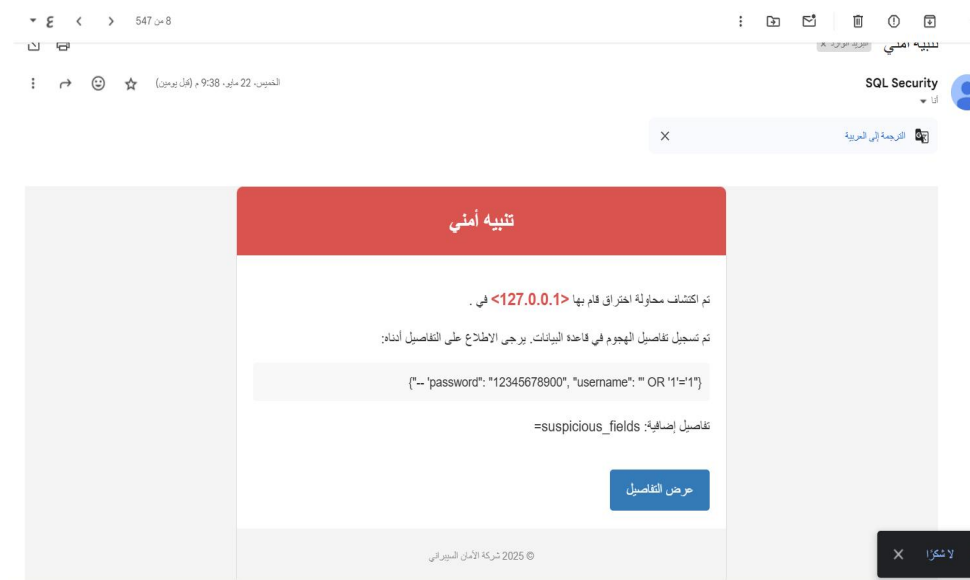 8 من 547
تنبيه أمني
البريد الوارد x
SQL Security
الخميس، 22 مايو، 9:38 م (قبل يومين)
أنا
الترجمة إلى العربية
تنبيه أمني
تم اكتشاف محاولة اختراق قام بها <127.0.0.1> في .
تم تسجيل تفاصيل الهجوم في قاعدة البيانات. يرجى الاطلاع على التفاصيل أدناه:
{"-- 'password": "12345678900", "username": "' OR '1'='1"}
تفاصيل إضافية: suspicious_fields=
عرض التفاصيل
© 2025 شركة الأمان السيبراني
لا شكرًا